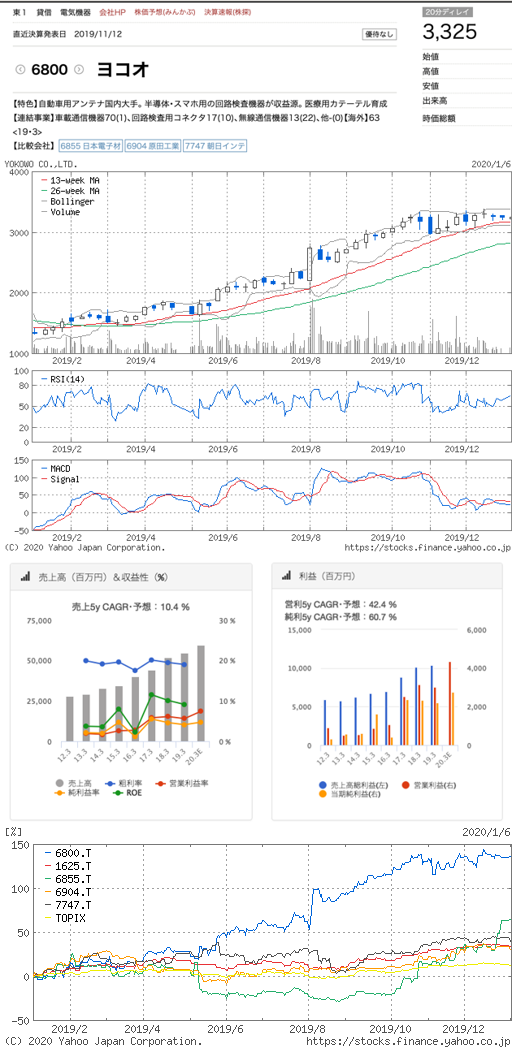 東１ 貸借 電気機器 会社HP 株価予想(みんかぶ) 決算速報(株探)
20分ディレイ
3,325
直近決算発表日 2019/11/12
優待なし
6800 ヨコオ
始値
高値
安値
出来高
時価総額
【特色】自動車用アンテナ国内大手。半導体・スマホ用の回路検査機器が収益源。医療用カテーテル育成
【連結事業】車載通信機器70(1)、回路検査用コネクタ17(10)、無線通信機器13(22)、他-(0)【海外】63
<19・3>
【比較会社】 6855 日本電子材 6904 原田工業 7747 朝日インテ
YOKOWO CO.,LTD. 2020/1/6
4000
3000
2000
1000
13-week MA
26-week MA
Bollinger
Volume
2019/2 2019/4 2019/6 2019/8 2019/10 2019/12
100
80
60
40
20
0
RSI(14)
2019/2 2019/4 2019/6 2019/8 2019/10 2019/12
150
100
50
0
-50
MACD
Signal
2019/2 2019/4 2019/6 2019/8 2019/10 2019/12
(C) 2020 Yahoo Japan Corporation. https://stocks.finance.yahoo.co.jp/
売上高（百万円）＆収益性（%）
売上5y CAGR・予想：10.4 %
75,000 30 %
50,000 20 %
25,000 10 %
0 0 %
12.3 13.3 14.3 15.3 16.3 17.3 18.3 19.3 20.3E
売上高 粗利率 営業利益率
純利益率 ROE
利益（百万円）
営利5y CAGR・予想：42.4 %
純利5y CAGR・予想：60.7 %
15,000 6,000
10,000 4,000
5,000 2,000
0 0
12.3 13.3 14.3 15.3 16.3 17.3 18.3 19.3 20.3E
売上高総利益(左) 営業利益(右)
当期純利益(右)
[%] 2020/1/6
150
100
50
0
-50
6800.T
1625.T
6855.T
6904.T
7747.T
TOPIX
2019/2 2019/4 2019/6 2019/8 2019/10 2019/12
(C) 2020 Yahoo Japan Corporation. https://stocks.finance.yahoo.co.jp/